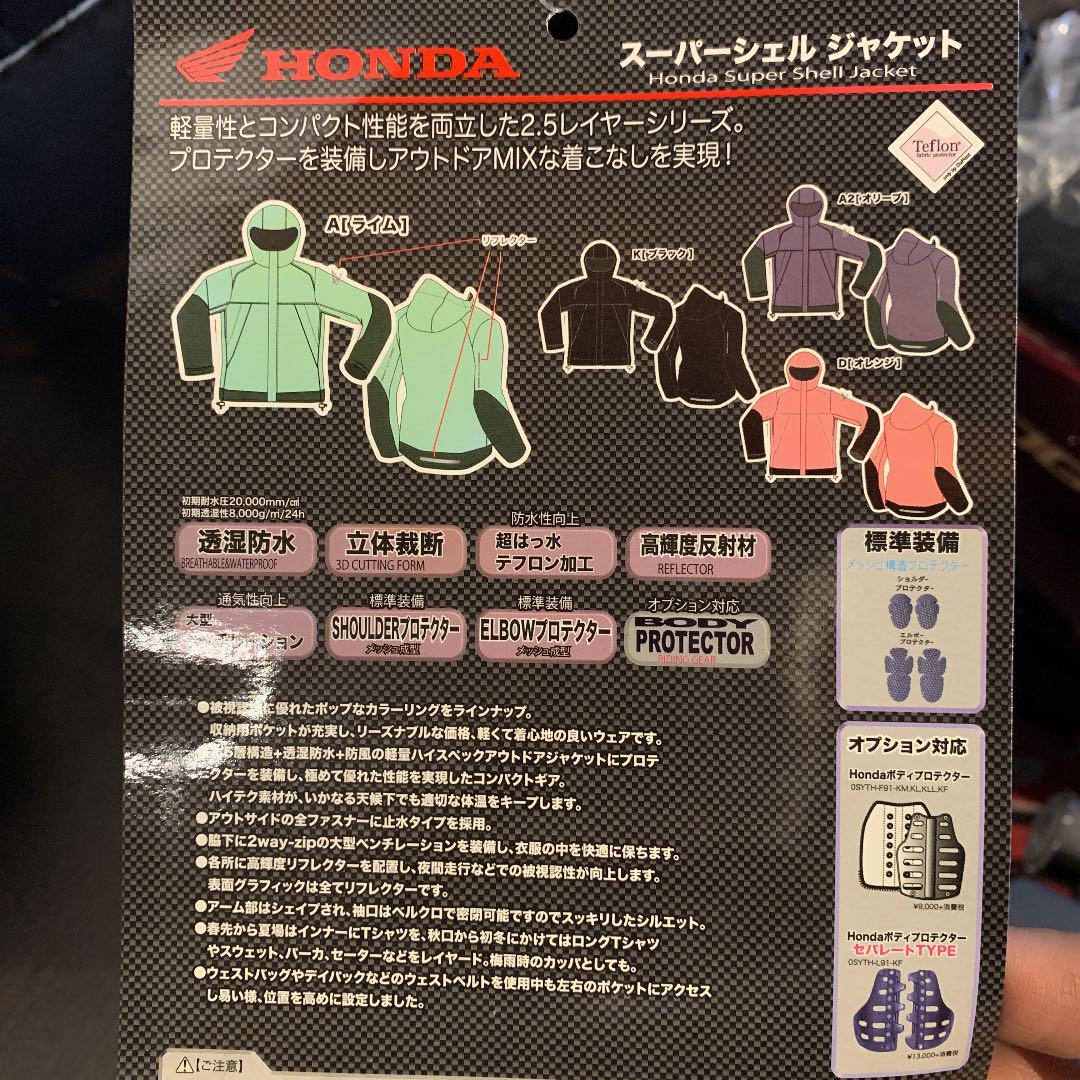 HONDA
スーパーシェル ジャケット
Honda Super Shell Jacket
軽量性とコンパクト性能を両立した2.5レイヤーシリーズ。
プロテクターを装備しアウトドアMIXな着こなしを実現！
Teflon®
fabric protector
only by DuPont
A[ライム]
リフレクター
K[ブラック]
A2[オリーブ]
D[オレンジ]
初期耐水圧20,000mm/㎠
初期透湿性8,000g/㎡/24h
透湿防水
BREATHABLE&WATERPROOF
立体裁断
3D CUTTING FORM
防水性向上
超はっ水
テフロン加工
高輝度反射材
REFLECTOR
通気性向上
大型
ション
標準装備
SHOULDERプロテクター
メッシュ成型
標準装備
ELBOWプロテクター
メッシュ成型
オプション対応
BODY
PROTECTOR
RIDING GEAR
標準装備
メッシュ構造プロテクター
ショルダー
プロテクター
エルボー
プロテクター
オプション対応
Hondaボディプロテクター
0SYTH-F91-KM,KL,KLL,KF
¥9,000+消費税
Hondaボディプロテクター
セパレートTYPE
0SYTH-L91-KF
¥13,000+消費税
●被視認に優れたポップなカラーリングをラインナップ。
収納用ポケットが充実し、リーズナブルな価格、軽くて着心地の良いウェアです。
層構造+透湿防水+防風の軽量ハイスペックアウトドアジャケットにプロテ
クターを装備し、極めて優れた性能を実現したコンパクトギア。
ハイテク素材が、いかなる天候下でも適切な体温をキープします。
●アウトサイドの全ファスナーに止水タイプを採用。
●脇下に2way-zipの大型ベンチレーションを装備し、衣服の中を快適に保ちます。
●各所に高輝度リフレクターを配置し、夜間走行などでの被視認性が向上します。
表面グラフィックは全てリフレクターです。
●アーム部はシェイプされ、袖口はベルクロで密閉可能ですのでスッキリしたシルエット。
●春先から夏場はインナーにTシャツを、秋口から初冬にかけてはロングTシャツ
やスウェット、パーカ、セーターなどをレイヤード。梅雨時のカッパとしても。
●ウェストバッグやデイパックなどのウェストベルトを使用中も左右のポケットにアクセス
し易い様、位置を高めに設定しました。
⚠【ご注意】